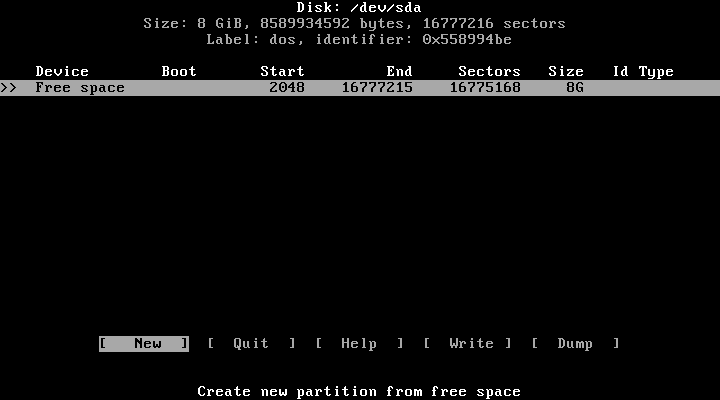 Disk: /dev/sda
Size: 8 GiB, 8589934592 bytes, 16777216 sectors
Label: dos, identifier: 0x558994be
Device Boot Start End Sectors Size Id Type
>> Free space 2048 16777215 16775168 8G
[ New ] [ Quit ] [ Help ] [ Write ] [ Dump ]
Create new partition from free space